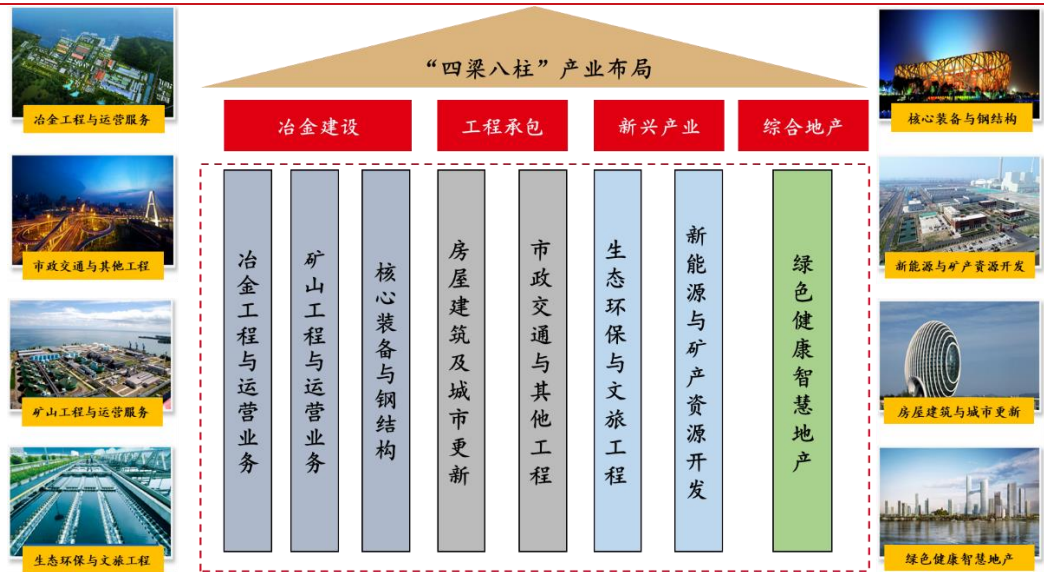 “四梁八柱”产业布局
冶金建设
工程承包
新兴产业
综合地产
冶金工程与运营业务
矿山工程与运营业务
核心装备与钢结构
房屋建筑及城市更新
市政交通与其他工程
生态环保与文旅工程
新能源与矿产资源开发
绿色健康智慧地产
冶金工程与运营服务
市政交通与其他工程
矿山工程与运营服务
生态环保与文旅工程
核心装备与钢结构
新能源与矿产资源开发
房屋建筑与城市更新
绿色健康智慧地产